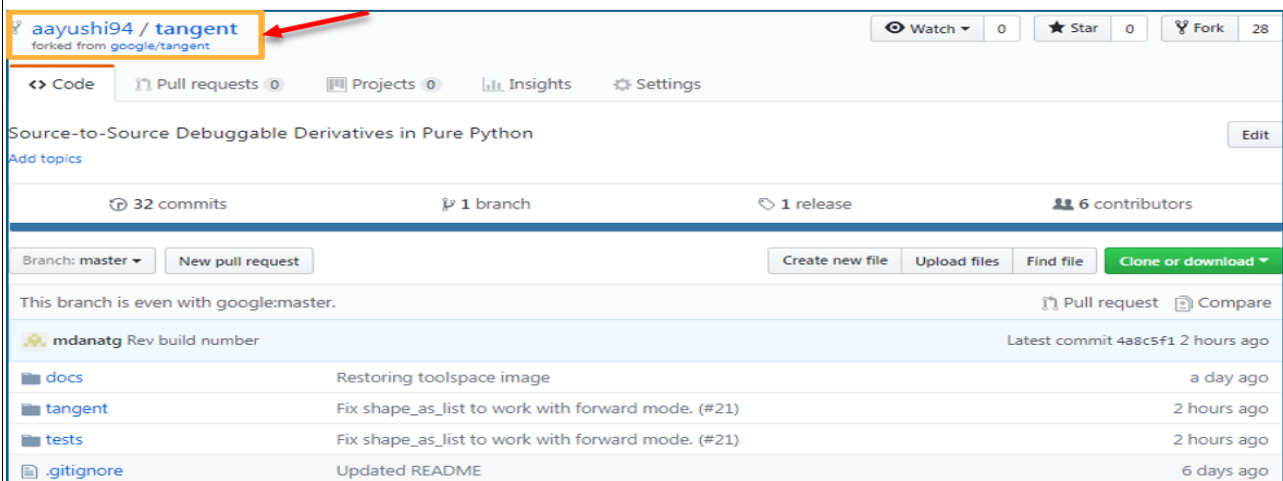 aayushi94 / tangent
forked from google/tangent
Watch 0 Star 0 Fork 28
Code Pull requests 0 Projects 0 Insights Settings
Source-to-Source Debuggable Derivatives in Pure Python
Edit
Add topics
32 commits 1 branch 1 release 6 contributors
Branch: master New pull request Create new file Upload files Find file Clone or download
This branch is even with google:master. Pull request Compare
mdanatg Rev build number Latest commit 4a8c5f1 2 hours ago
docs Restoring toolspace image a day ago
tangent Fix shape_as_list to work with forward mode. (#21) 2 hours ago
tests Fix shape_as_list to work with forward mode. (#21) 2 hours ago
.gitignore Updated README 6 days ago